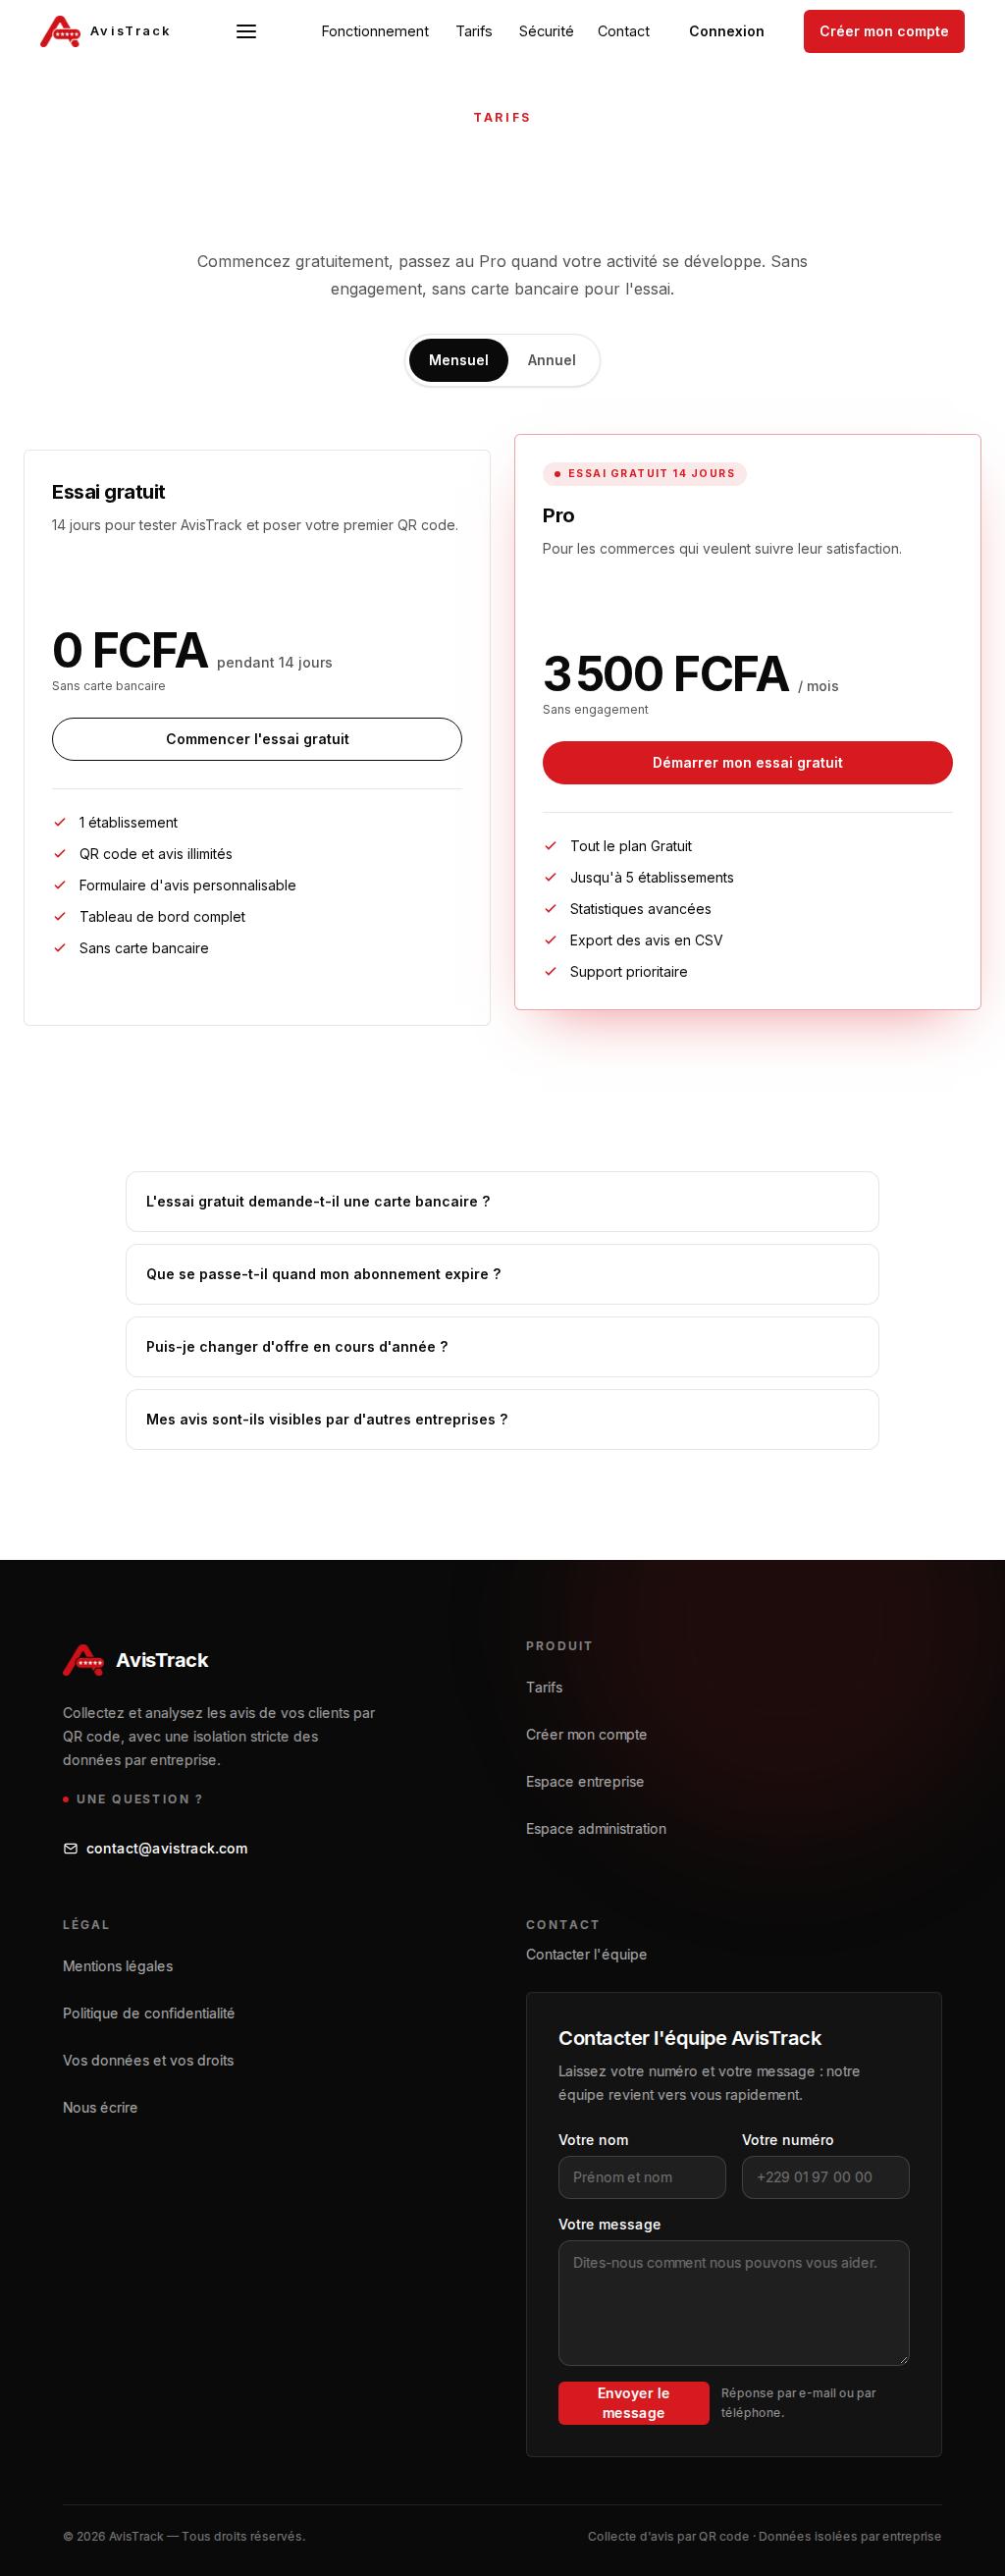 AvisTrack
Fonctionnement
Tarifs
Sécurité
Contact
Connexion
Créer mon compte
TARIFS
Commencez gratuitement, passez au Pro quand votre activité se développe. Sans
engagement, sans carte bancaire pour l'essai.
Mensuel
Annuel
Essai gratuit
14 jours pour tester AvisTrack et poser votre premier QR code.
0 FCFA pendant 14 jours
Sans carte bancaire
Commencer l'essai gratuit
1 établissement
QR code et avis illimités
Formulaire d'avis personnalisable
Tableau de bord complet
Sans carte bancaire
ESSAI GRATUIT 14 JOURS
Pro
Pour les commerces qui veulent suivre leur satisfaction.
3 500 FCFA / mois
Sans engagement
Démarrer mon essai gratuit
Tout le plan Gratuit
Jusqu'à 5 établissements
Statistiques avancées
Export des avis en CSV
Support prioritaire
L'essai gratuit demande-t-il une carte bancaire ?
Que se passe-t-il quand mon abonnement expire ?
Puis-je changer d'offre en cours d'année ?
Mes avis sont-ils visibles par d'autres entreprises ?
AvisTrack
Collectez et analysez les avis de vos clients par
QR code, avec une isolation stricte des
données par entreprise.
UNE QUESTION ?
contact@avistrack.com
PRODUIT
Tarifs
Créer mon compte
Espace entreprise
Espace administration
LÉGAL
Mentions légales
Politique de confidentialité
Vos données et vos droits
Nous écrire
CONTACT
Contacter l'équipe
Contacter l'équipe AvisTrack
Laissez votre numéro et votre message : notre
équipe revient vers vous rapidement.
Votre nom
Votre numéro
Prénom et nom
+229 01 97 00 00
Votre message
Dites-nous comment nous pouvons vous aider.
Envoyer le
message
Réponse par e-mail ou par
téléphone.
© 2026 AvisTrack — Tous droits réservés.
Collecte d'avis par QR code · Données isolées par entreprise